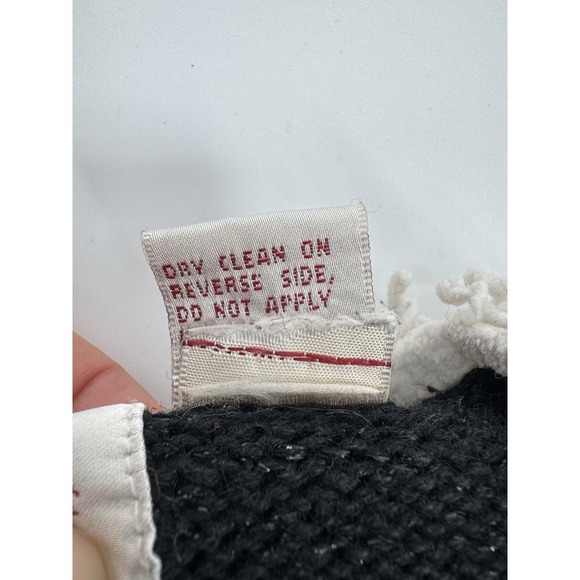 DRY CLEAN ON
REVERSE SIDE.
DO NOT APPLY